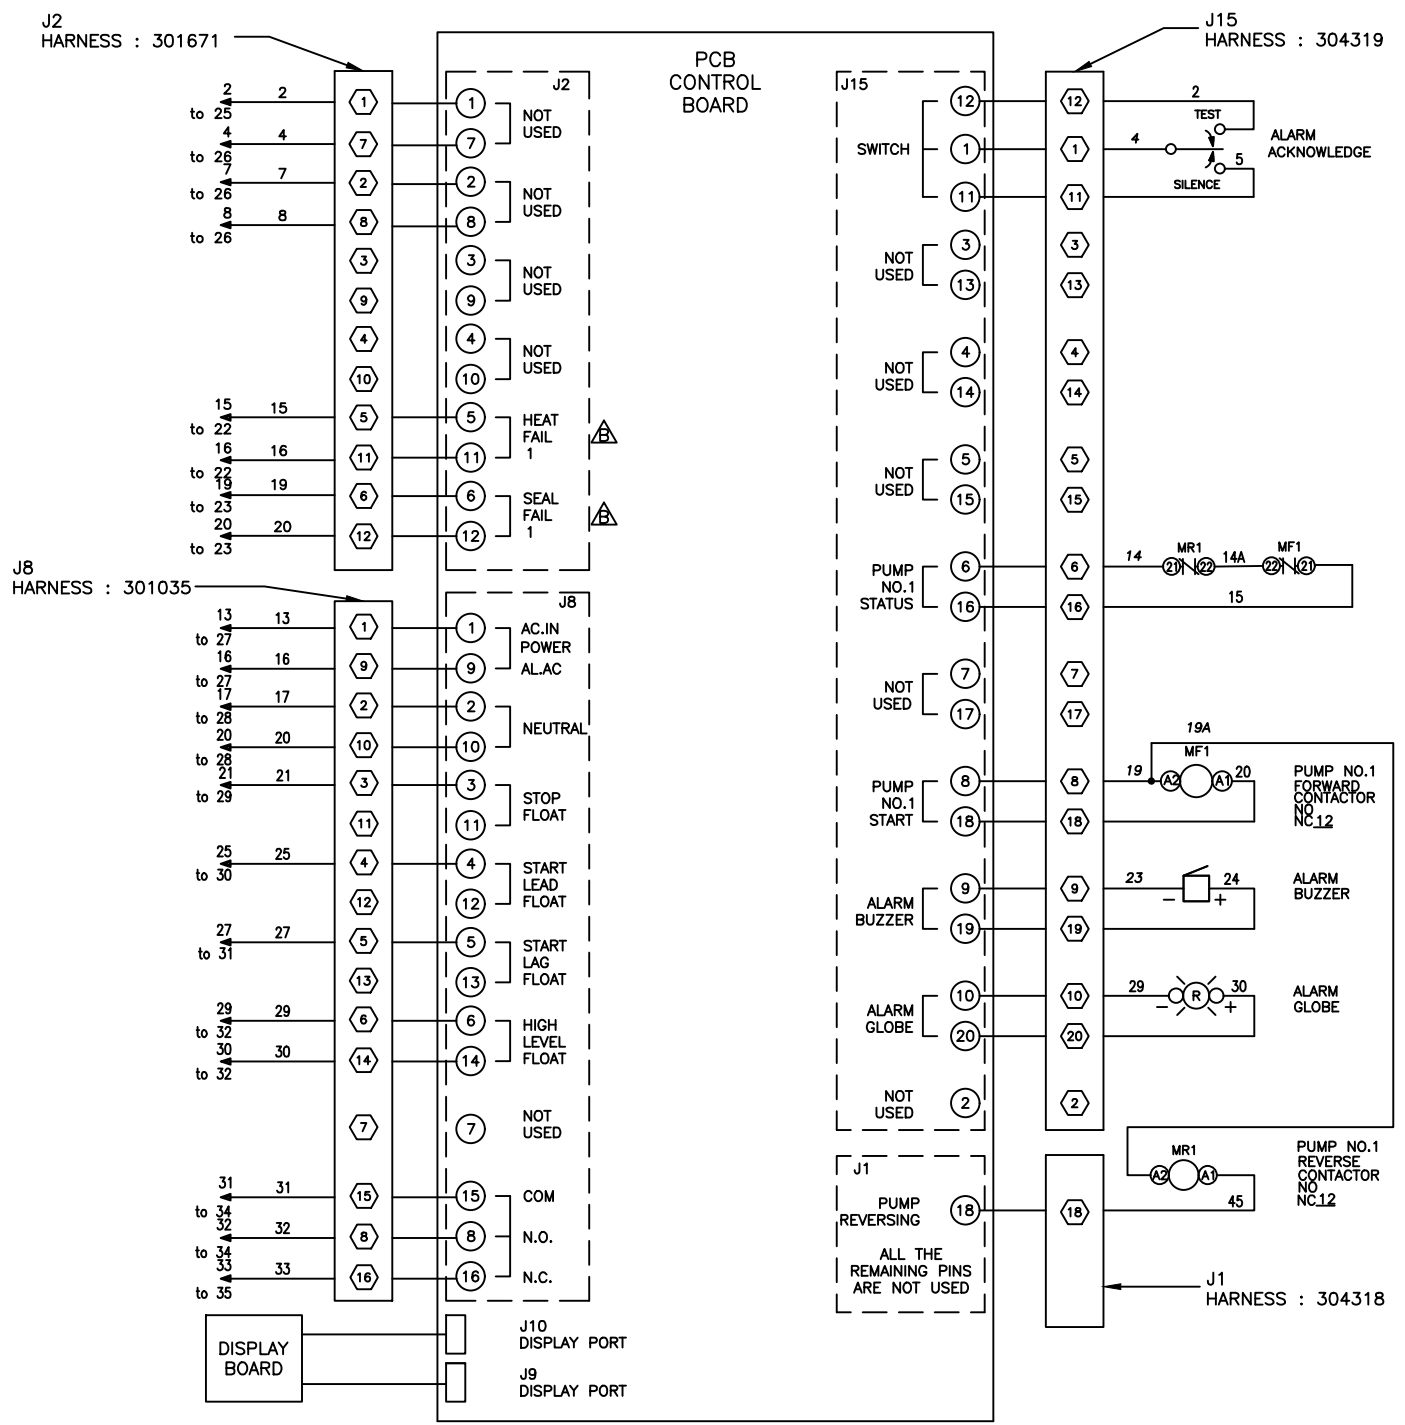 J2
HARNESS : 301671
J15
HARNESS : 304319
PCB
CONTROL
BOARD
J2
2 2 1 1
to 25
NOT
USED
4 4 7 7
to 26
7 7 2 2
to 26
NOT
USED
8 8 8 8
to 26
3 3
NOT
USED
9 9
4 4
NOT
USED
10 10
15 15 5 5
to 22
HEAT
FAIL
1
B
16 16 11 11
to 22
19 19 6 6
to 23
SEAL
FAIL
1
B
20 20 12 12
to 23
J8
HARNESS : 301035
J8
13 13 1 1 AC.IN
to 27
POWER
16 16 9 9 AL.AC
to 27
17 17 2 2
to 28
NEUTRAL
20 20 10 10
to 28
21 21 3 3
to 29
STOP
FLOAT
11 11
25 25 4 4
to 30
START
LEAD
FLOAT
12 12
27 27 5 5
to 31
START
LAG
FLOAT
13 13
29 29 6 6
to 32
HIGH
LEVEL
FLOAT
30 30 14 14
to 32
7 7
NOT
USED
31 31 15 15 COM
to 34
32 32 8 8 N.O.
to 34
33 33 16 16 N.C.
to 35
DISPLAY
BOARD
J10
DISPLAY PORT
J9
DISPLAY PORT
J15
12 12 2
TEST
SWITCH 1 1 4
5
SILENCE
11 11
ALARM
ACKNOWLEDGE
3 3
NOT
USED
13 13
4 4
NOT
USED
14 14
5 5
NOT
USED
15 15
6 6 14 MR1 21 22 14A MF1 22 21
PUMP
NO.1
STATUS
16 16 15
7 7
NOT
USED
17 17
19A
MF1
8 8 19 A2 A1 20
PUMP
NO.1
START
18 18
PUMP NO.1
FORWARD
CONTACTOR
NO
NC 12
9 9 23 24
- +
ALARM
BUZZER
19 19
ALARM
BUZZER
10 10 29 R 30
- +
ALARM
GLOBE
20 20
ALARM
GLOBE
NOT
USED
2 2
J1
MR1
A2 A1
PUMP NO.1
REVERSE
CONTACTOR
NO
NC 12
PUMP
REVERSING
18 18 45
ALL THE
REMAINING PINS
ARE NOT USED
J1
HARNESS : 304318